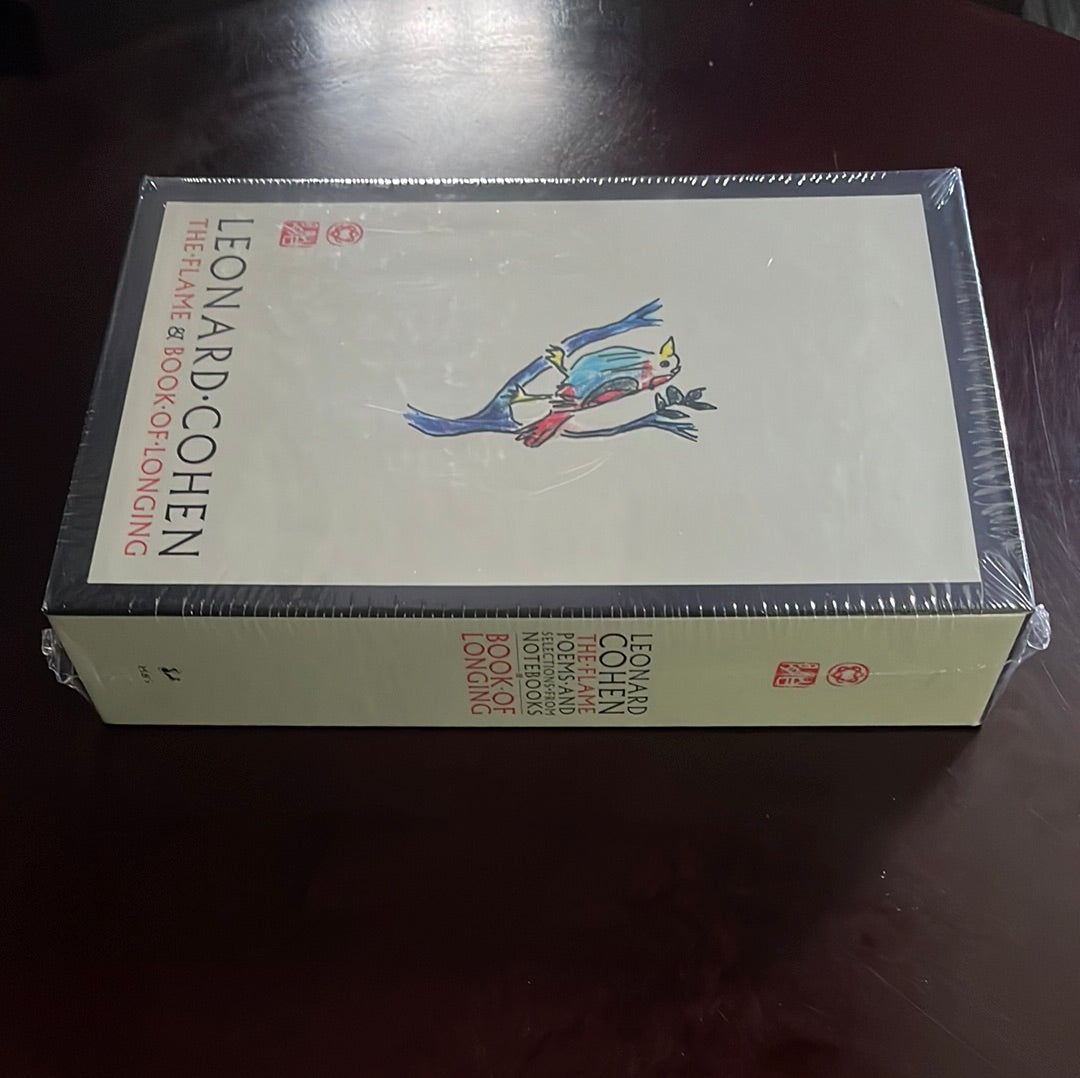 LEONARD·COHEN
THE·FLAME & BOOK·OF·LONGING
LEONARD
COHEN
THE·FLAME
POEMS·AND
SELECTIONS·FROM
NOTEBOOKS
BOOK·OF
LONGING